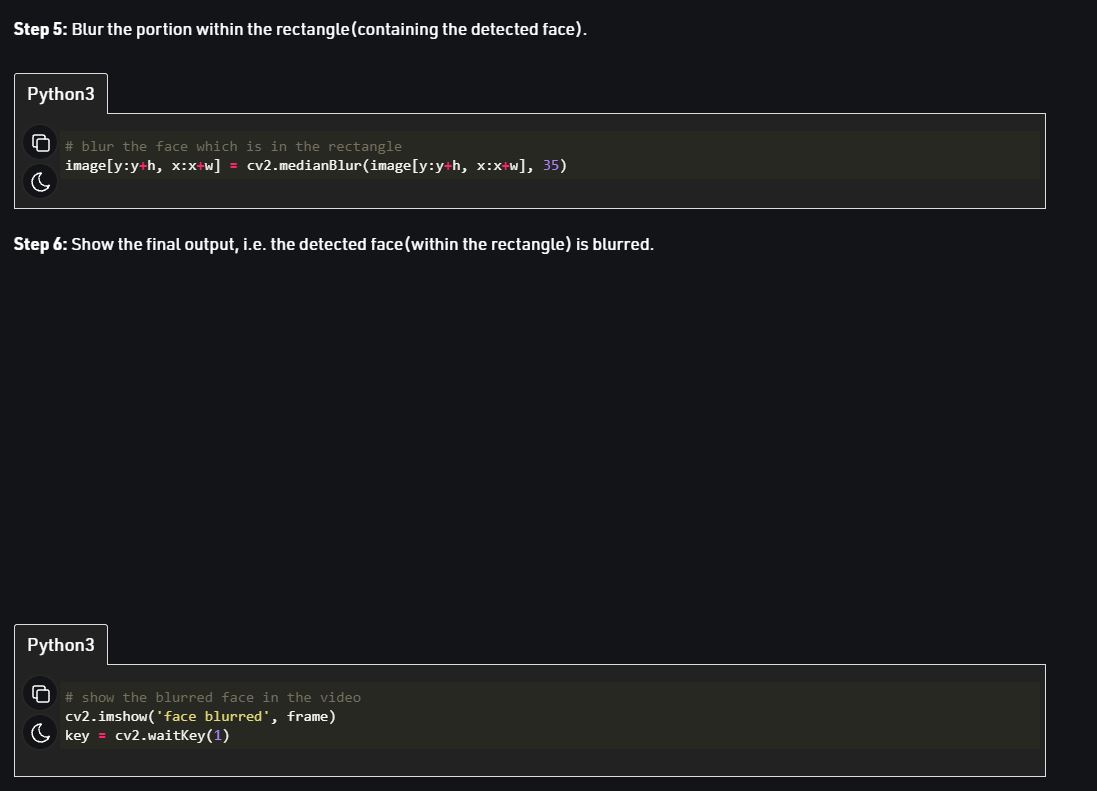 Step 5: Blur the portion within the rectangle(containing the detected face).
Python3
# blur the face which is in the rectangle
image[y:y+h, x:x+w] = cv2.medianBlur(image[y:y+h, x:x+w], 35)
Step 6: Show the final output, i.e. the detected face(within the rectangle) is blurred.
Python3
# show the blurred face in the video
cv2.imshow('face blurred', frame)
key = cv2.waitKey(1)